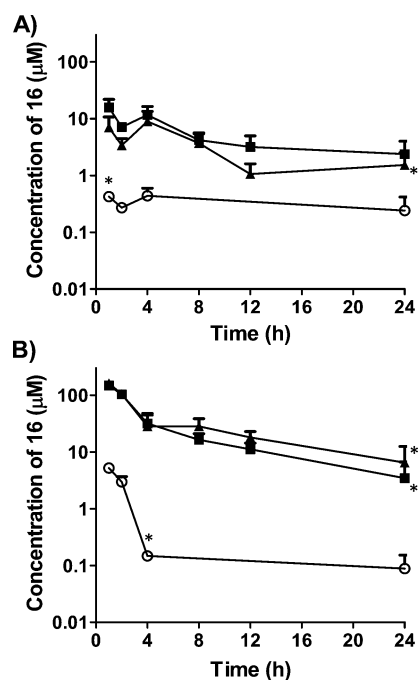 A)
Concentration of 16 (μM)
100
10
1
0.1
0.01
*
*
0 4 8 12 16 20 24
Time (h)
B)
Concentration of 16 (μM)
100
10
1
0.1
0.01
*
*
*
0 4 8 12 16 20 24
Time (h)